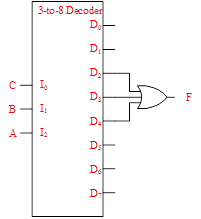 3-to-8 Decoder
D₀
D₁
D₂
C I₀ D₃ F
B I₁ D₄
A I₂ D₅
D₆
D₇